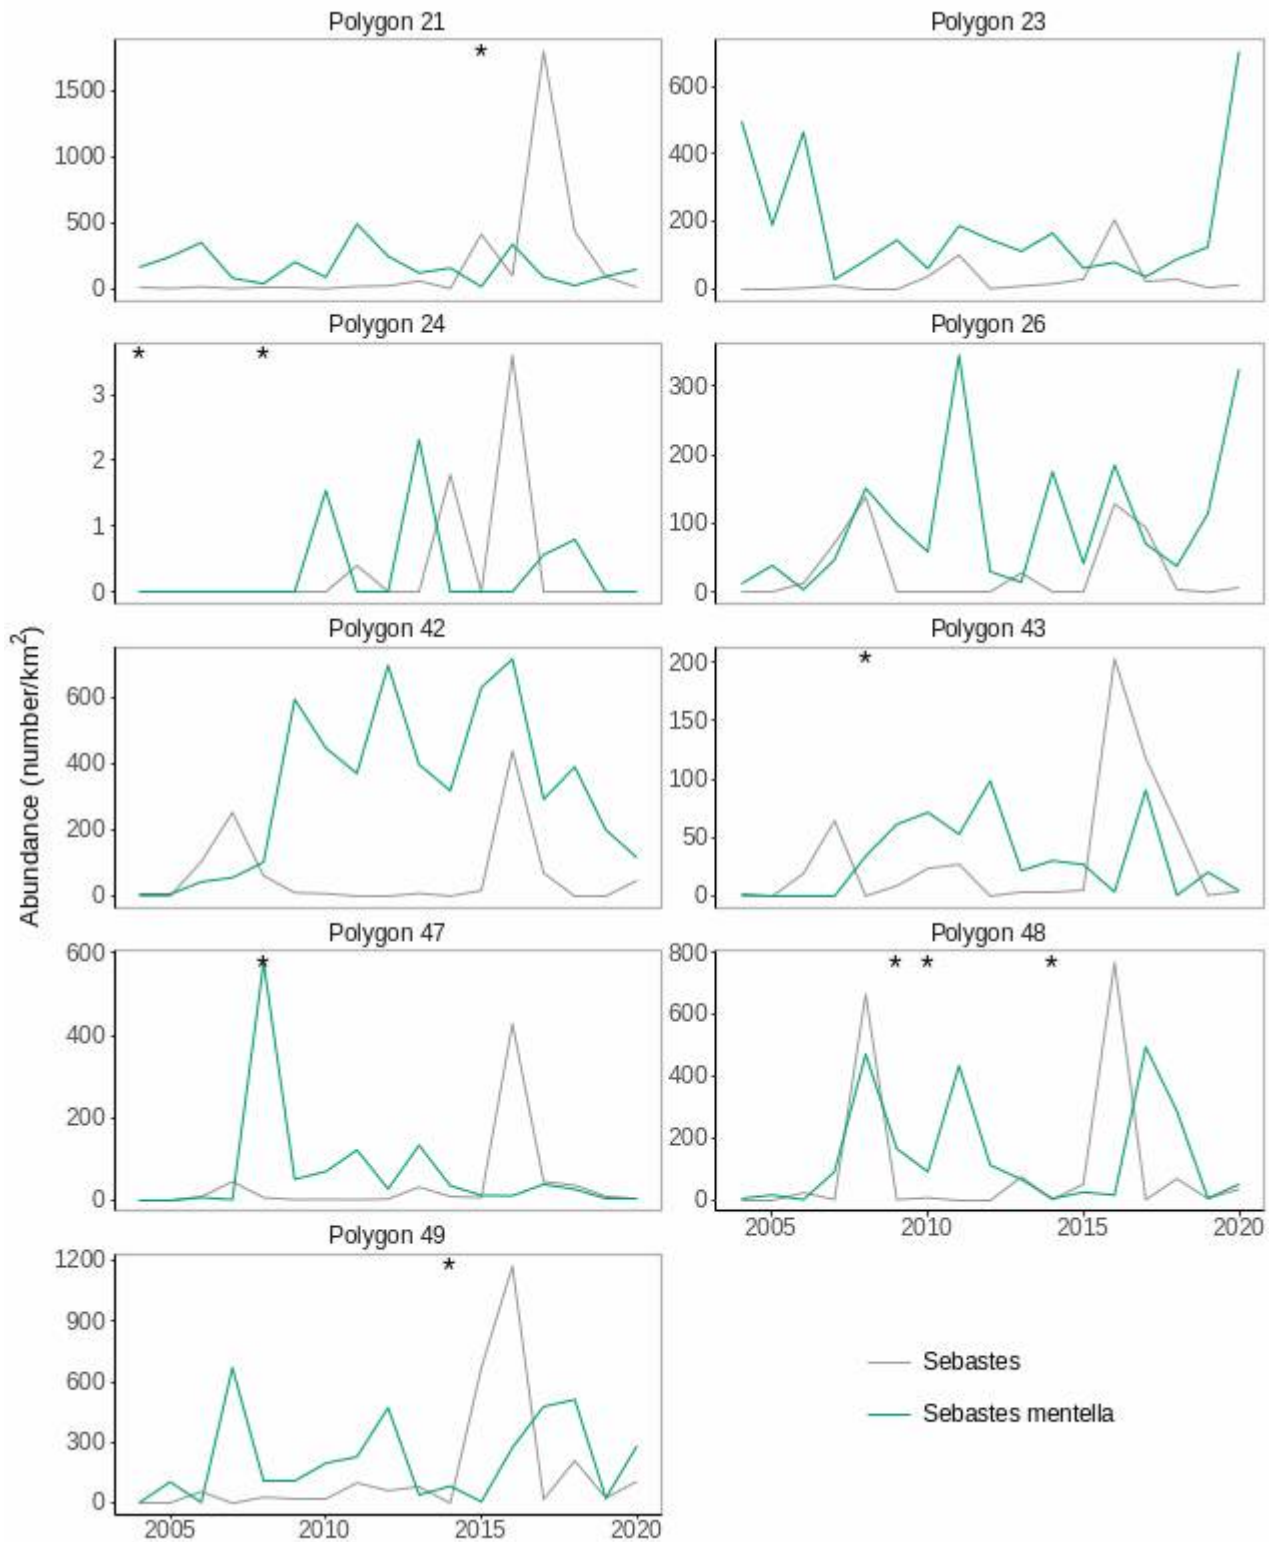 Polygon 21
*
1500
1000
500
0
Polygon 23
600
400
200
0
Polygon 24
* *
3
2
1
0
Polygon 26
300
200
100
0
Abundance (number/km²)
Polygon 42
600
400
200
0
Polygon 43
*
200
150
100
50
0
Polygon 47
*
600
400
200
0
Polygon 48
* * *
800
600
400
200
0
2005 2010 2015 2020
Polygon 49
*
1200
900
600
300
0
2005 2010 2015 2020
Sebastes
Sebastes mentella